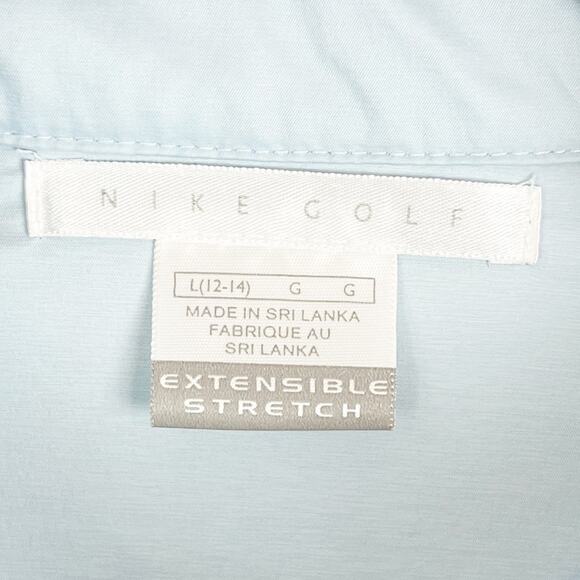 NIKE GOLF
L(12-14) G G
MADE IN SRI LANKA
FABRIQUE AU
SRI LANKA
EXTENSIBLE
STRETCH